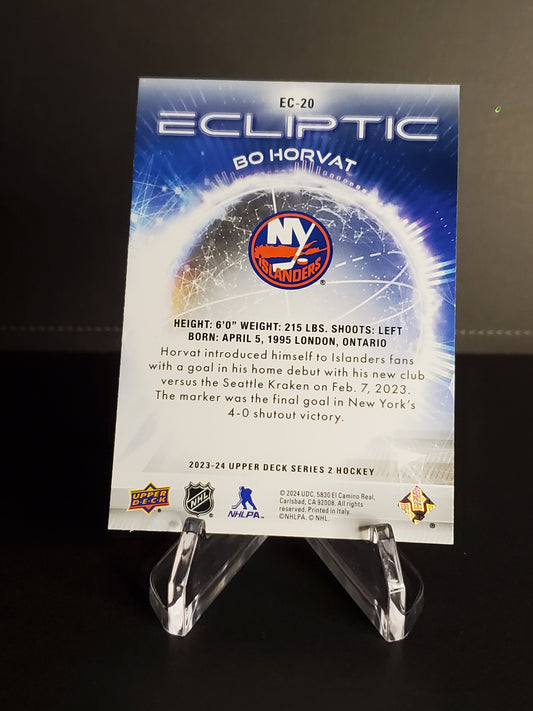 EC-20
ECLIPTIC
BO HORVAT
NY
ISLANDERS
®
HEIGHT: 6'0" WEIGHT: 215 LBS. SHOOTS: LEFT
BORN: APRIL 5, 1995 LONDON, ONTARIO
Horvat introduced himself to Islanders fans
with a goal in his home debut with his new club
versus the Seattle Kraken on Feb. 7, 2023.
The marker was the final goal in New York's
4-0 shutout victory.
2023-24 UPPER DECK SERIES 2 HOCKEY
UPPER
DECK
NHL
NHLPA
© 2024 UDC, 5830 El Camino Real,
Carlsbad, CA 92008. All rights
reserved. Printed in Italy.
©NHLPA. © NHL.
®